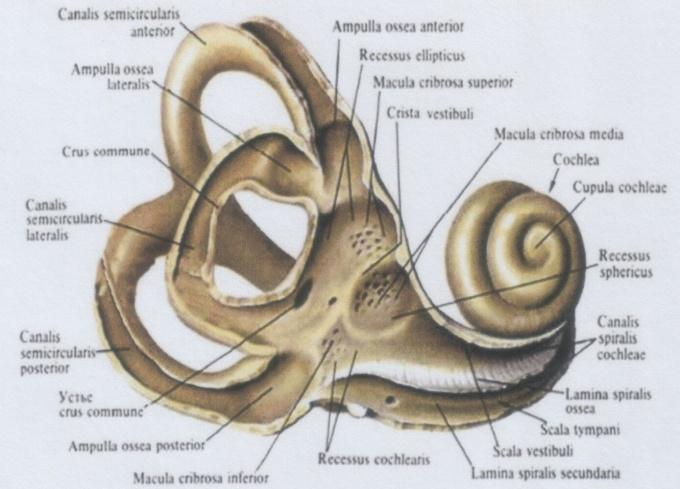 Canalis semicircularis
anterior
Ampulla ossea
lateralis
Crus commune
Canalis
semicircularis
lateralis
Canalis
semicircularis
posterior
Устье
crus commune
Ampulla ossea posterior
Macula cribrosa inferior
Ampulla ossea anterior
Recessus ellipticus
Macula cribrosa superior
Crista vestibuli
Macula cribrosa media
Cochlea
Cupula cochleae
Recessus
sphericus
Canalis
spiralis
cochleae
Lamina spiralis
ossea
Scala tympani
Scala vestibuli
Lamina spiralis secundaria
Recessus cochlearis